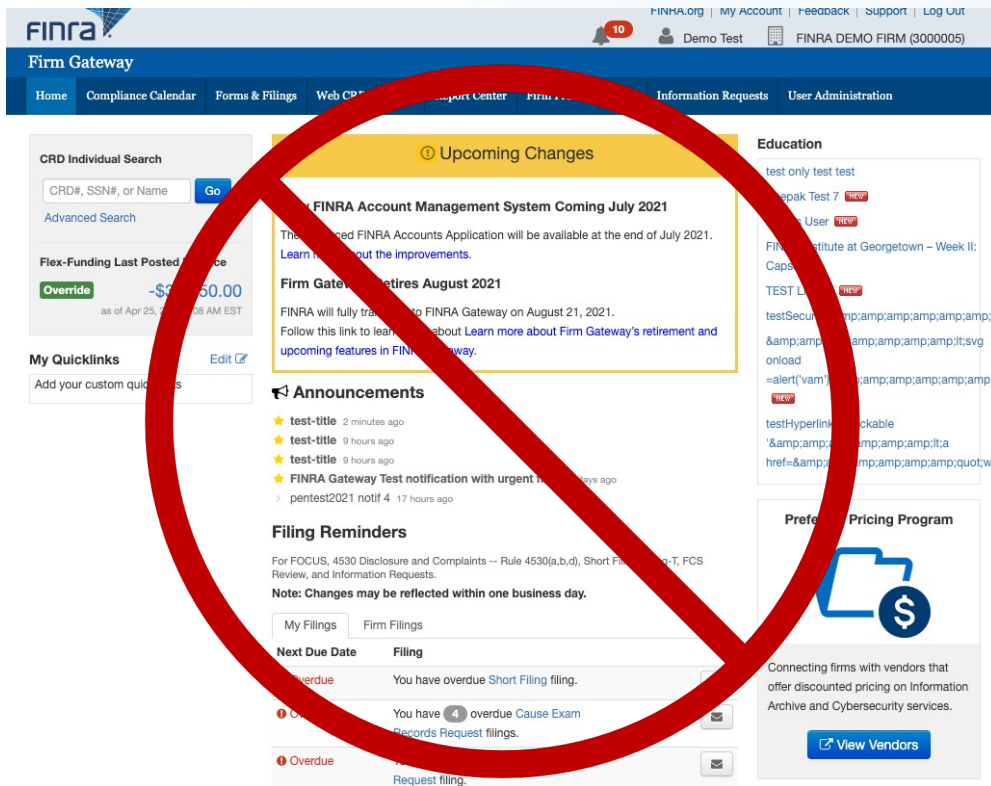 FINRA.org | My Account | Feedback | Support | Log Out
Finra
10
Demo Test
FINRA DEMO FIRM (3000005)
Firm Gateway
Home Compliance Calendar Forms & Filings Web CRD Report Center Firm Information Requests User Administration
CRD Individual Search
CRD#, SSN#, or Name
Go
Advanced Search
Flex-Funding Last Posted
Override
50.00
as of Apr 25, AM EST
My Quicklinks
Edit
Add your custom
Upcoming Changes
FINRA Account Management System Coming July 2021
FINRA Accounts Application will be available at the end of July 2021.
Learn the improvements.
Firm August 2021
FINRA will fully to FINRA Gateway on August 21, 2021.
Follow this link to about Learn more about Firm Gateway's retirement and
upcoming features in
Announcements
test-title 2 minutes ago
test-title 9 hours ago
test-title 9 hours ago
FINRA Gateway Test notification with urgent ago
pentest2021 notif 4 17 hours ago
Filing Reminders
For FOCUS, 4530 Disclosure and Complaints -- Rule 4530(a,b,d), Short FCS
Review, and Information Requests.
Note: Changes may be reflected within one business day.
My Filings Firm Filings
Next Due Date Filing
Overdue You have overdue Short Filing filing.
You have 4 overdue Cause Exam
Records Request filings.
Overdue
Request filing.
Education
test only test test
Test 7 NEW
User NEW
at Georgetown – Week II:
TEST NEW
onload
NEW
Pricing Program
$
Connecting firms with vendors that
offer discounted pricing on Information
Archive and Cybersecurity services.
View Vendors